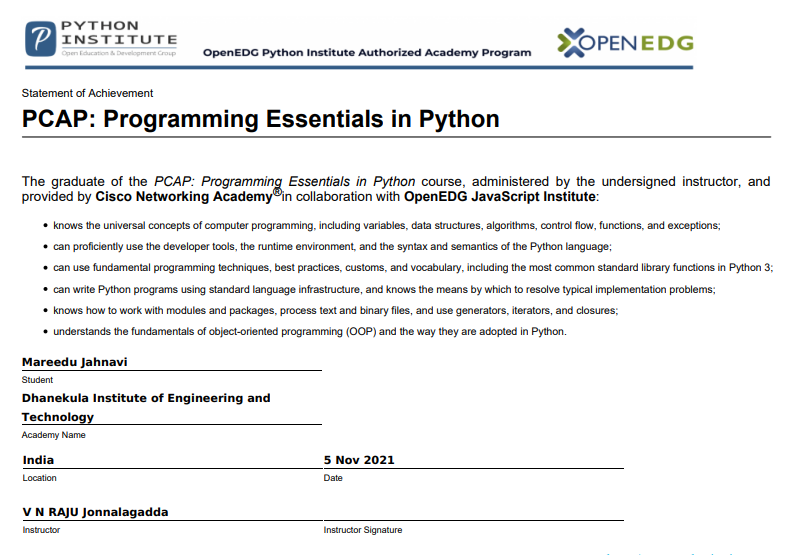 PYTHON
INSTITUTE
Open Education & Development Group
OpenEDG Python Institute Authorized Academy Program
OPENEDG
Statement of Achievement
PCAP: Programming Essentials in Python
The graduate of the PCAP: Programming Essentials in Python course, administered by the undersigned instructor, and
provided by Cisco Networking Academy® in collaboration with OpenEDG JavaScript Institute:
• knows the universal concepts of computer programming, including variables, data structures, algorithms, control flow, functions, and exceptions;
• can proficiently use the developer tools, the runtime environment, and the syntax and semantics of the Python language;
• can use fundamental programming techniques, best practices, customs, and vocabulary, including the most common standard library functions in Python 3;
• can write Python programs using standard language infrastructure, and knows the means by which to resolve typical implementation problems;
• knows how to work with modules and packages, process text and binary files, and use generators, iterators, and closures;
• understands the fundamentals of object-oriented programming (OOP) and the way they are adopted in Python.
Mareedu Jahnavi
Student
Dhanekula Institute of Engineering and
Technology
Academy Name
India 5 Nov 2021
Location Date
V N RAJU Jonnalagadda
Instructor Instructor Signature